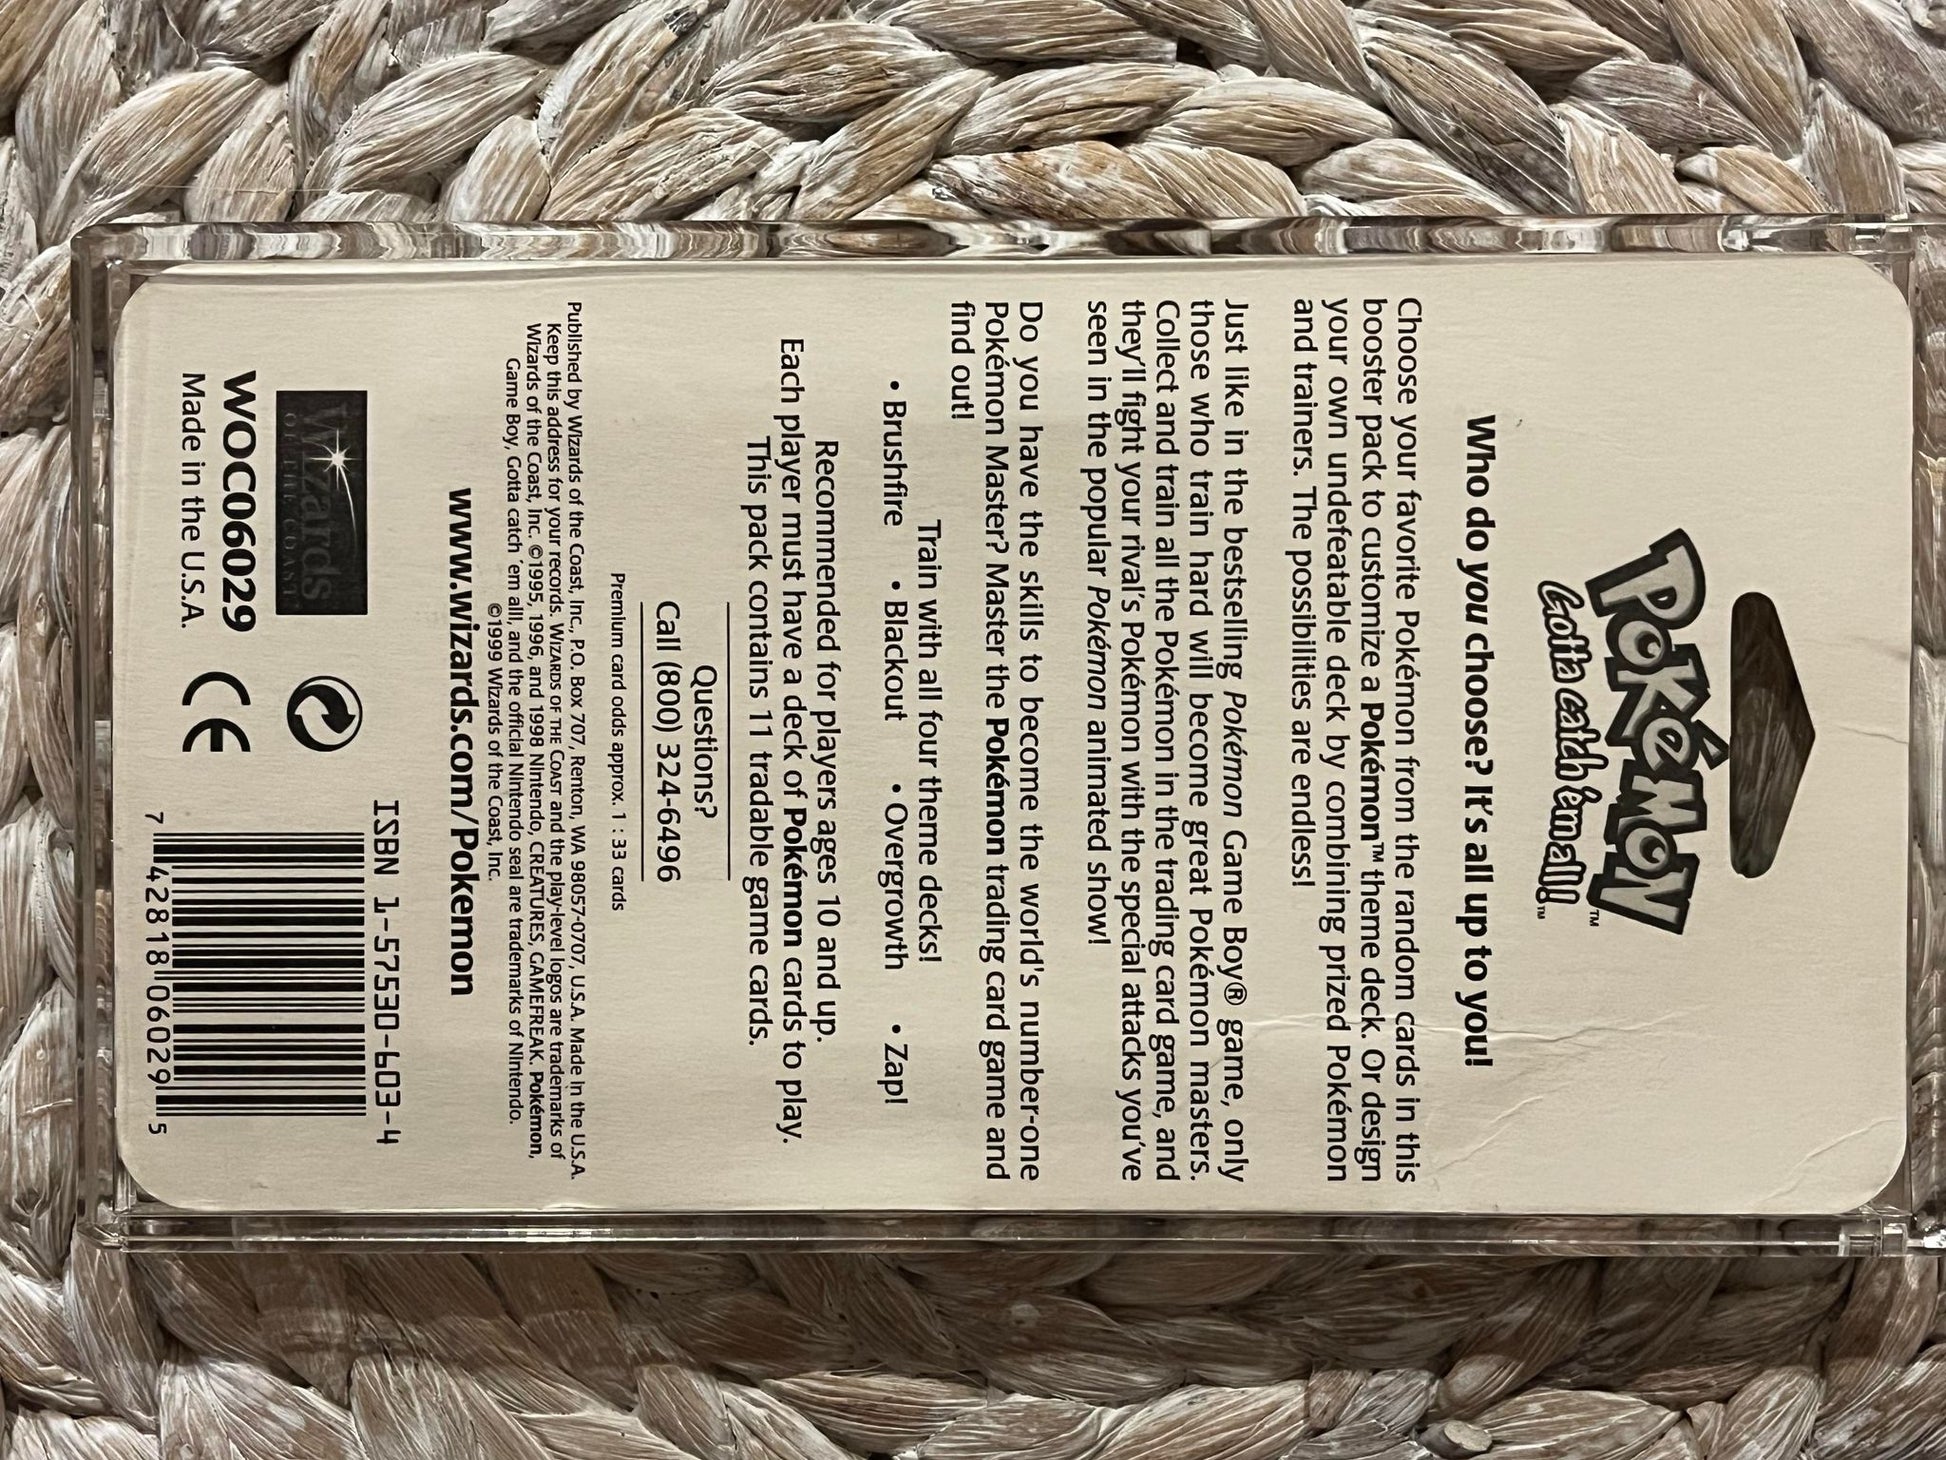 POKéMON™
Gotta catch 'em all!™
Who do you choose? It's all up to you!
Choose your favorite Pokémon from the random cards in this
booster pack to customize a Pokémon™ theme deck. Or design
your own undefeatable deck by combining prized Pokémon
and trainers. The possibilities are endless!
Just like in the bestselling Pokémon Game Boy® game, only
those who train hard will become great Pokémon masters.
Collect and train all the Pokémon in the trading card game, and
they'll fight your rival's Pokémon with the special attacks you've
seen in the popular Pokémon animated show!
Do you have the skills to become the world's number-one
Pokémon Master? Master the Pokémon trading card game and
find out!
Train with all four theme decks!
• Brushfire • Blackout • Overgrowth • Zap!
Recommended for players ages 10 and up.
Each player must have a deck of Pokémon cards to play.
This pack contains 11 tradable game cards.
Questions?
Call (800) 324-6496
Premium card odds approx. 1 : 33 cards
Published by Wizards of the Coast, Inc., P.O. Box 707, Renton, WA 98057-0707, U.S.A. Made in the U.S.A.
Keep this address for your records. WIZARDS OF THE COAST and the play-level logos are trademarks of
Wizards of the Coast, Inc. ©1995, 1996, and 1998 Nintendo, CREATURES, GAMEFREAK. Pokémon,
Game Boy, Gotta catch 'em all!, and the official Nintendo seal are trademarks of Nintendo.
©1999 Wizards of the Coast, Inc.
www.wizards.com/Pokemon
Wizards
OF THE COAST
WOC06029
Made in the U.S.A.
CE
ISBN 1-57530-603-4
7 42818 06029 5